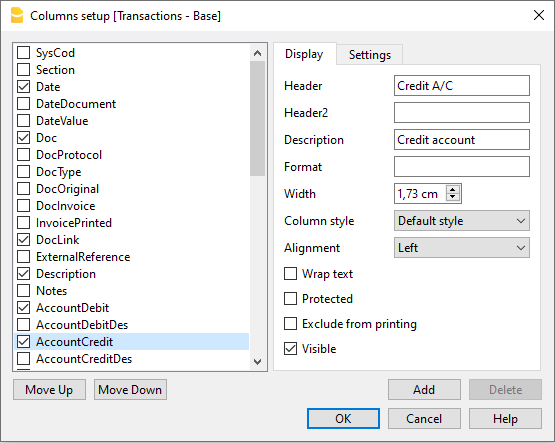 Columns setup [Transactions - Base]
SysCod
Section
Date
DateDocument
DateValue
Doc
DocProtocol
DocType
DocOriginal
DocInvoice
InvoicePrinted
DocLink
ExternalReference
Description
Notes
AccountDebit
AccountDebitDes
AccountCredit
AccountCreditDes
Move Up Move Down
Display Settings
Header Credit A/C
Header2
Description Credit account
Format
Width 1,73 cm
Column style Default style
Alignment Left
Wrap text
Protected
Exclude from printing
Visible
Add Delete
OK Cancel Help